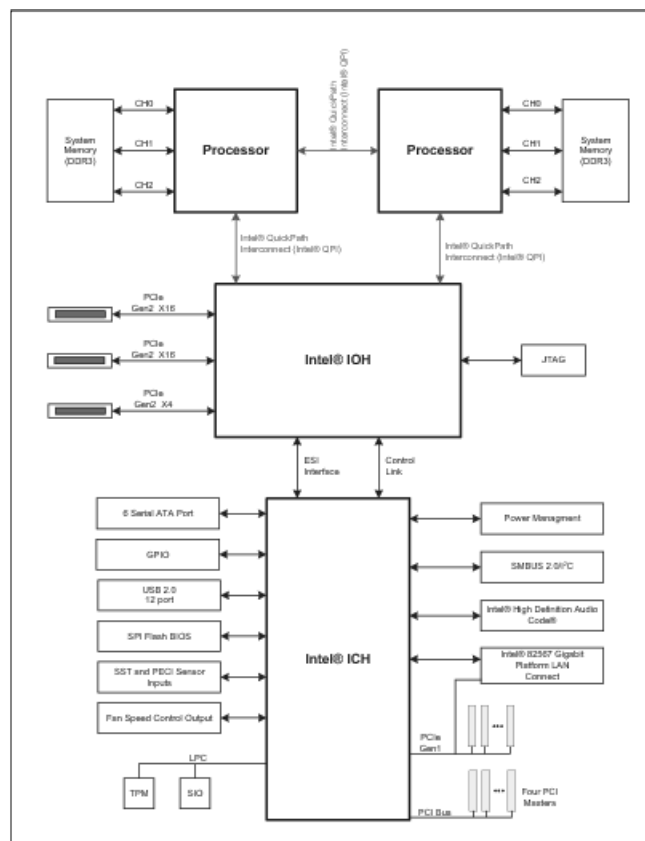 Intel® QuickPath
Interconnect (Intel® QPI)
CH0
CH1
CH2
System
Memory
(DDR3)
Processor
Processor
CH0
CH1
CH2
System
Memory
(DDR3)
Intel® QuickPath
Interconnect (Intel® QPI)
Intel® QuickPath
Interconnect (Intel® QPI)
PCIe
Gen2 X16
PCIe
Gen2 X16
PCIe
Gen2 X4
Intel® IOH
JTAG
ESI
Interface
Control
Link
6 Serial ATA Port
GPIO
USB 2.0
12 port
SPI Flash BIOS
SST and PECI Sensor
Inputs
Fan Speed Control Output
LPC
TPM
SIO
Intel® ICH
Power Managment
SMBUS 2.0/I²C
Intel® High Definition Audio
Code®
Intel® 82567 Gigabit
Platform LAN
Connect
PCIe
Gen1
PCI Bus
Four PCI
Masters